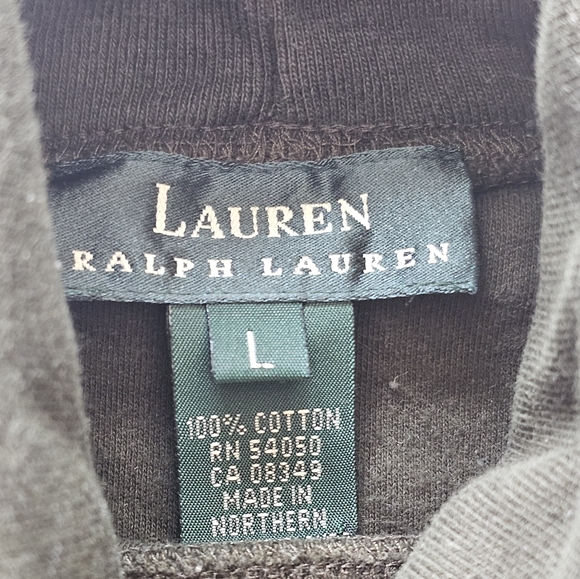 LAUREN
RALPH LAUREN
L
100% COTTON
RN 54050
CA 08349
MADE IN
NORTHERN